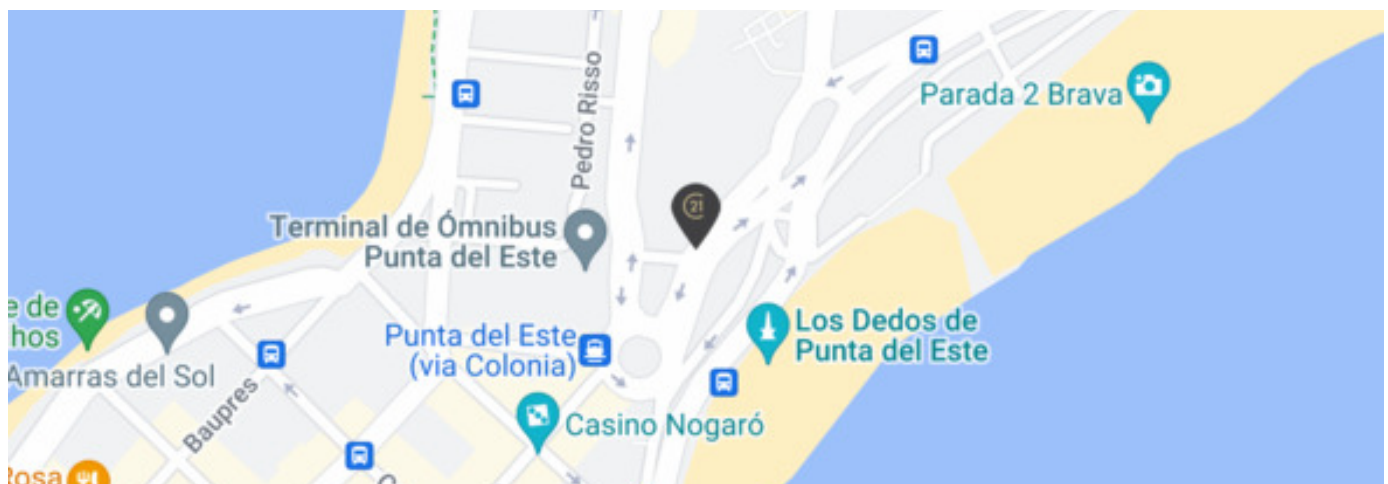 Pedro Risso
Parada 2 Brava
21
Terminal de Ómnibus
Punta del Este
e de
hos
Amarras del Sol
Punta del Este
(via Colonia)
Los Dedos de
Punta del Este
Baupres
Casino Nogaró
Rosa